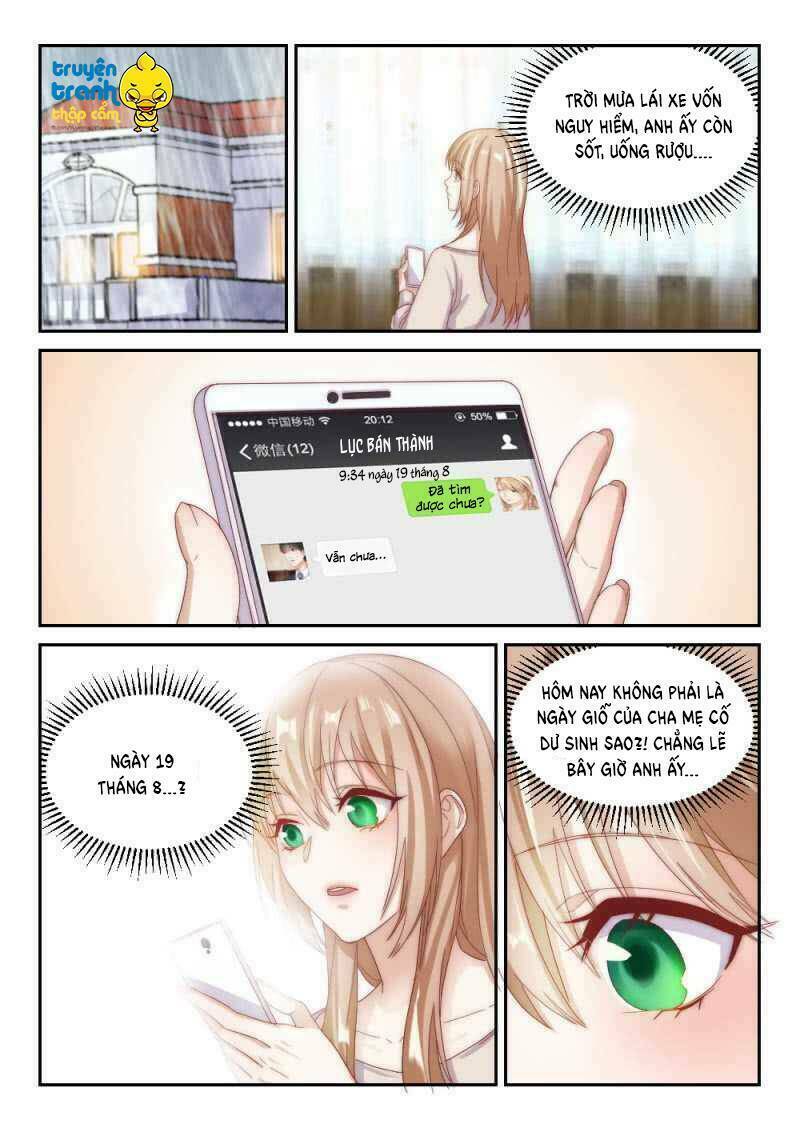 truyện
tranh
thập cẩm
TRỜI MƯA LÁI XE VỐN
NGUY HIỂM, ANH ẤY CÒN
SỐT, UỐNG RƯỢU....
中国移动 20:12 50%
微信(12) LỤC BÁN THÀNH
9:34 ngày 19 tháng 8
Đã tìm
được chưa?
Vẫn chưa...
NGÀY 19
THÁNG 8...?
HÔM NAY KHÔNG PHẢI LÀ
NGÀY GIỖ CỦA CHA MẸ CỐ
DƯ SINH SAO?! CHẲNG LẼ
BÂY GIỜ ANH ẤY...